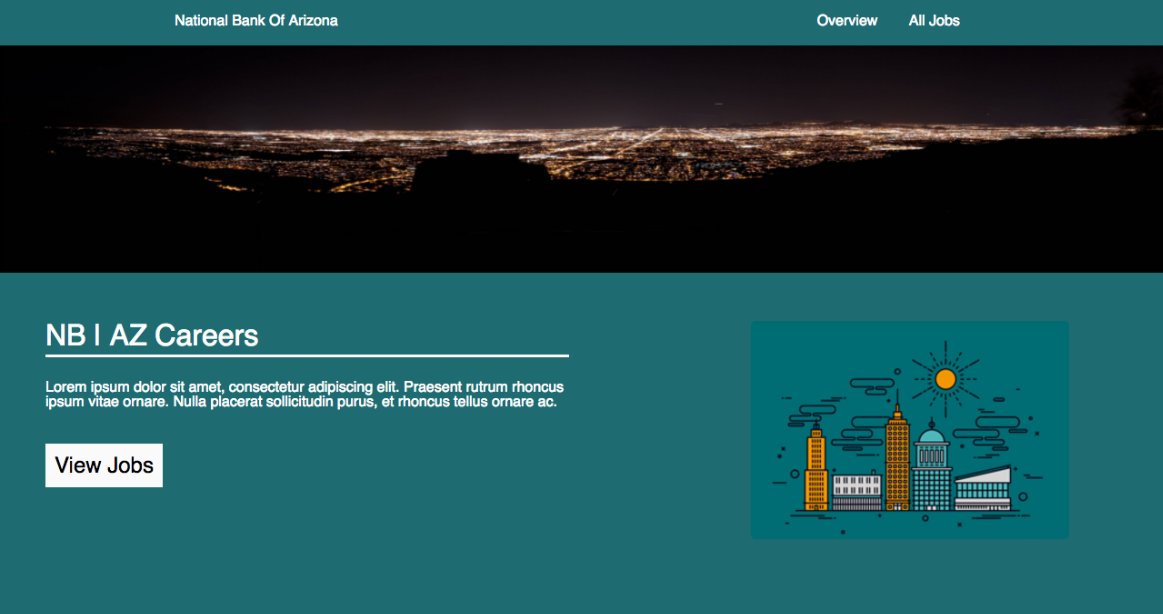 National Bank Of Arizona
Overview
All Jobs
NB | AZ Careers
Lorem ipsum dolor sit amet, consectetur adipiscing elit. Praesent rutrum rhoncus
ipsum vitae ornare. Nulla placerat sollicitudin purus, et rhoncus tellus ornare ac.
View Jobs